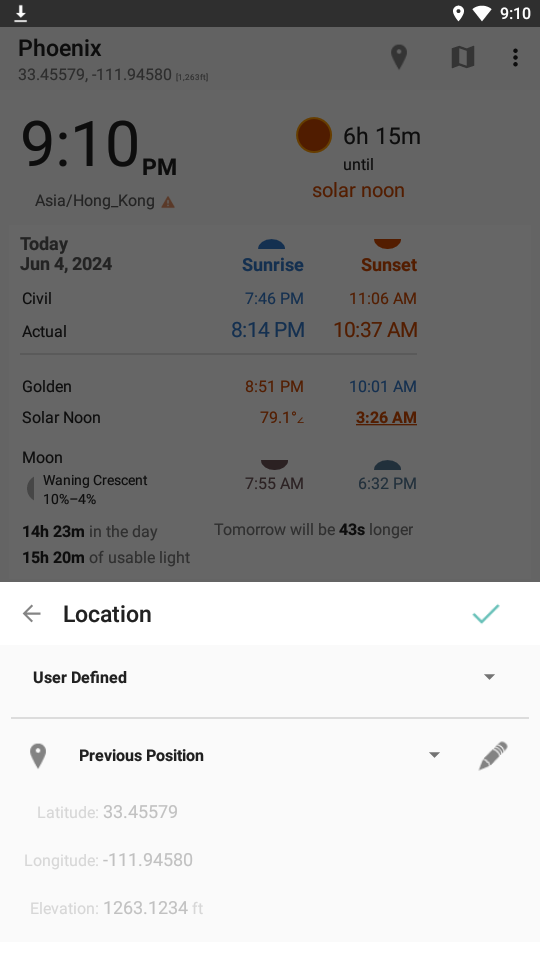 9:10
Phoenix
33.45579, -111.94580 [1,263ft]
9:10 PM
6h 15m
until
solar noon
Asia/Hong_Kong
Today
Jun 4, 2024
Sunrise
Sunset
Civil
7:46 PM
11:06 AM
Actual
8:14 PM
10:37 AM
Golden
8:51 PM
10:01 AM
Solar Noon
79.1°∠
3:26 AM
Moon
Waning Crescent
10%–4%
7:55 AM
6:32 PM
14h 23m in the day
Tomorrow will be 43s longer
15h 20m of usable light
Location
User Defined
Previous Position
Latitude: 33.45579
Longitude: -111.94580
Elevation: 1263.1234 ft